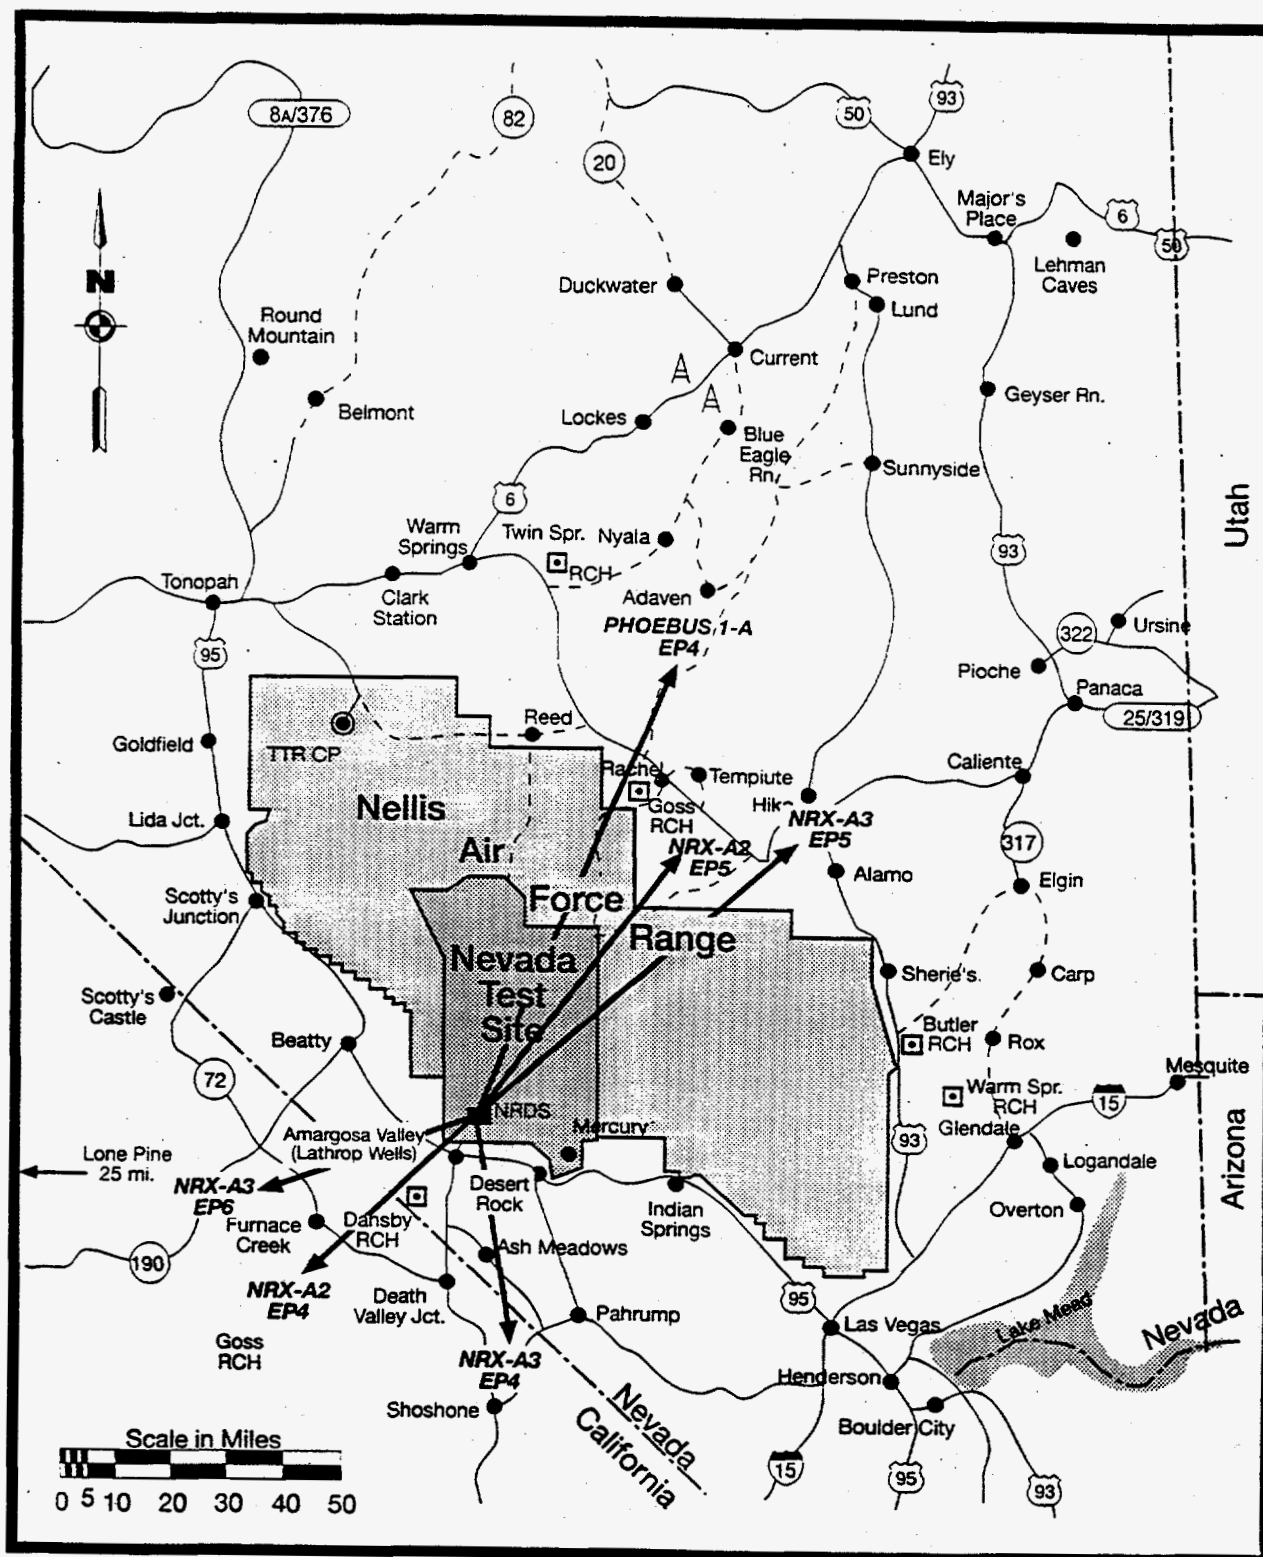 8A/376
82
20
50
93
Ely
Major's
Place
6
50
Lehman
Caves
N
Duckwater
Preston
Lund
Round
Mountain
Current
Belmont
Lockes
Geyser Rn.
Blue
Eagle
Rn.
Sunnyside
Utah
6
Warm
Springs
Twin Spr.
RCH
Nyala
93
Tonopah
Clark
Station
Adaven
PHOEBUS 1-A
EP4
322
Ursine
95
Pioche
Panaca
25/319
Goldfield
TTR CP
Reed
Rachel
Tempiute
Caliente
Nellis
Goss
RCH
Hik
NRX-A3
EP5
Lida Jct.
NRX-A2
EP5
317
Air
Alamo
Elgin
Scotty's
Junction
Force
Range
Nevada
Test
Site
Sherie's
Carp
Scotty's
Castle
Beatty
Butler
RCH
Rox
72
Mesquite
Warm Spr.
RCH
15
NRDS
Mercury
Amargosa Valley
(Lathrop Wells)
93
Glendale
Lone Pine
25 mi.
Logandale
Arizona
NRX-A3
EP6
Desert
Rock
Indian
Springs
Overton
Furnace
Creek
Dansby
RCH
Ash Meadows
190
NRX-A2
EP4
Death
Valley Jct.
95
Pahrump
Las Vegas
Lake Mead
Nevada
Goss
RCH
NRX-A3
EP4
Henderson
Shoshone
Nevada
California
Boulder City
Scale in Miles
0 5 10 20 30 40 50
15
95
93